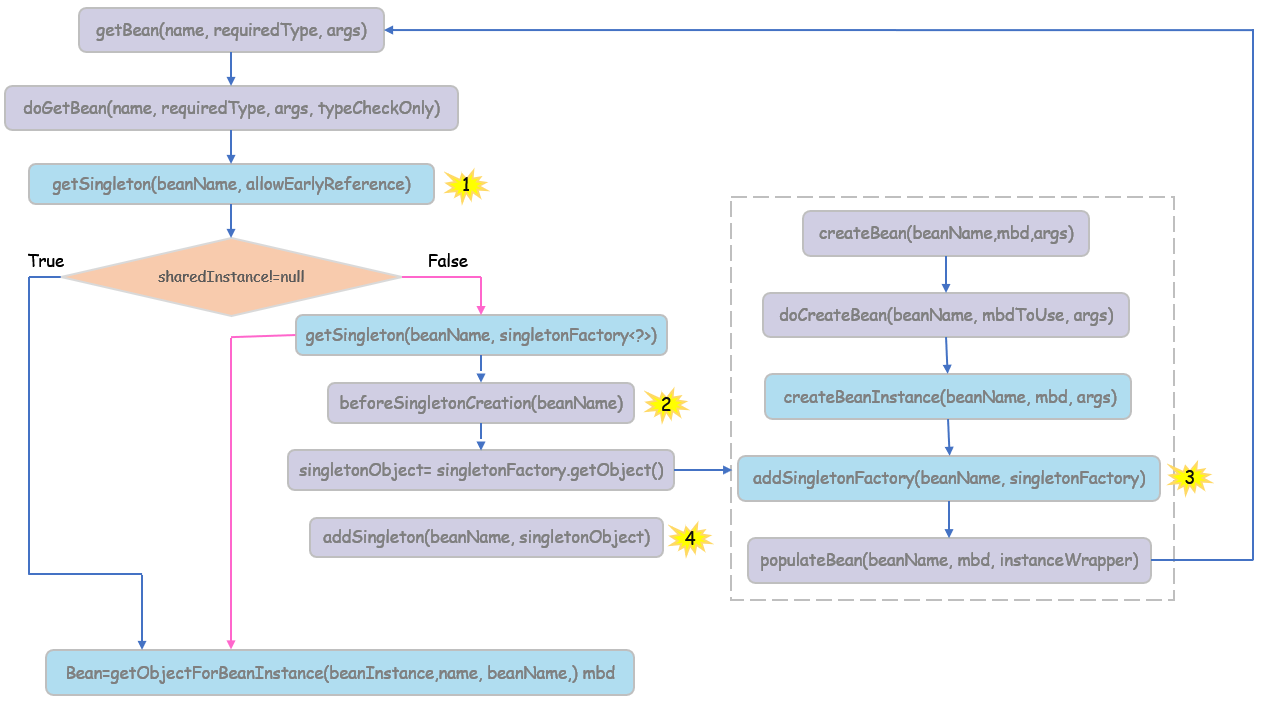 getBean(name, requiredType, args)
doGetBean(name, requiredType, args, typeCheckOnly)
getSingleton(beanName, allowEarlyReference)
1
True
sharedInstance!=null
False
getSingleton(beanName, singletonFactory<?>)
beforeSingletonCreation(beanName)
2
singletonObject= singletonFactory.getObject()
addSingleton(beanName, singletonObject)
4
createBean(beanName,mbd,args)
doCreateBean(beanName, mbdToUse, args)
createBeanInstance(beanName, mbd, args)
addSingletonFactory(beanName, singletonFactory)
3
populateBean(beanName, mbd, instanceWrapper)
Bean=getObjectForBeanInstance(beanInstance,name, beanName,) mbd